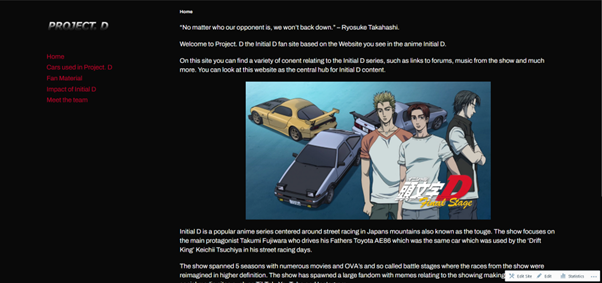 PROJECT. D
Home
Cars used in Project. D
Fan Material
Impact of Initial D
Meet the team
Home
“No matter who our opponent is, we won’t back down.” – Ryosuke Takahashi.
Welcome to Project. D the Initial D fan site based on the Website you see in the anime Initial D.
On this site you can find a variety of conent relating to the Initial D series, such as links to forums, music from the show and much
more. You can look at this website as the central hub for Initial D content.
頭文字D
Final Stage
Initial D is a popular anime series centered around street racing in Japans mountains also known as the touge. The show focuses on
the main protagonist Takumi Fujiwara who drives his Fathers Toyota AE86 which was the same car which was used by the ‘Drift
King’ Keichii Tsuchiya in his street racing days.
The show spanned 5 seasons with numerous movies and OVA’s and so called battle stages where the races from the show were
reimagined in higher definition. The show has spawned a large fandom with memes relating to the showing making
Edit Site
Edit
Statistics